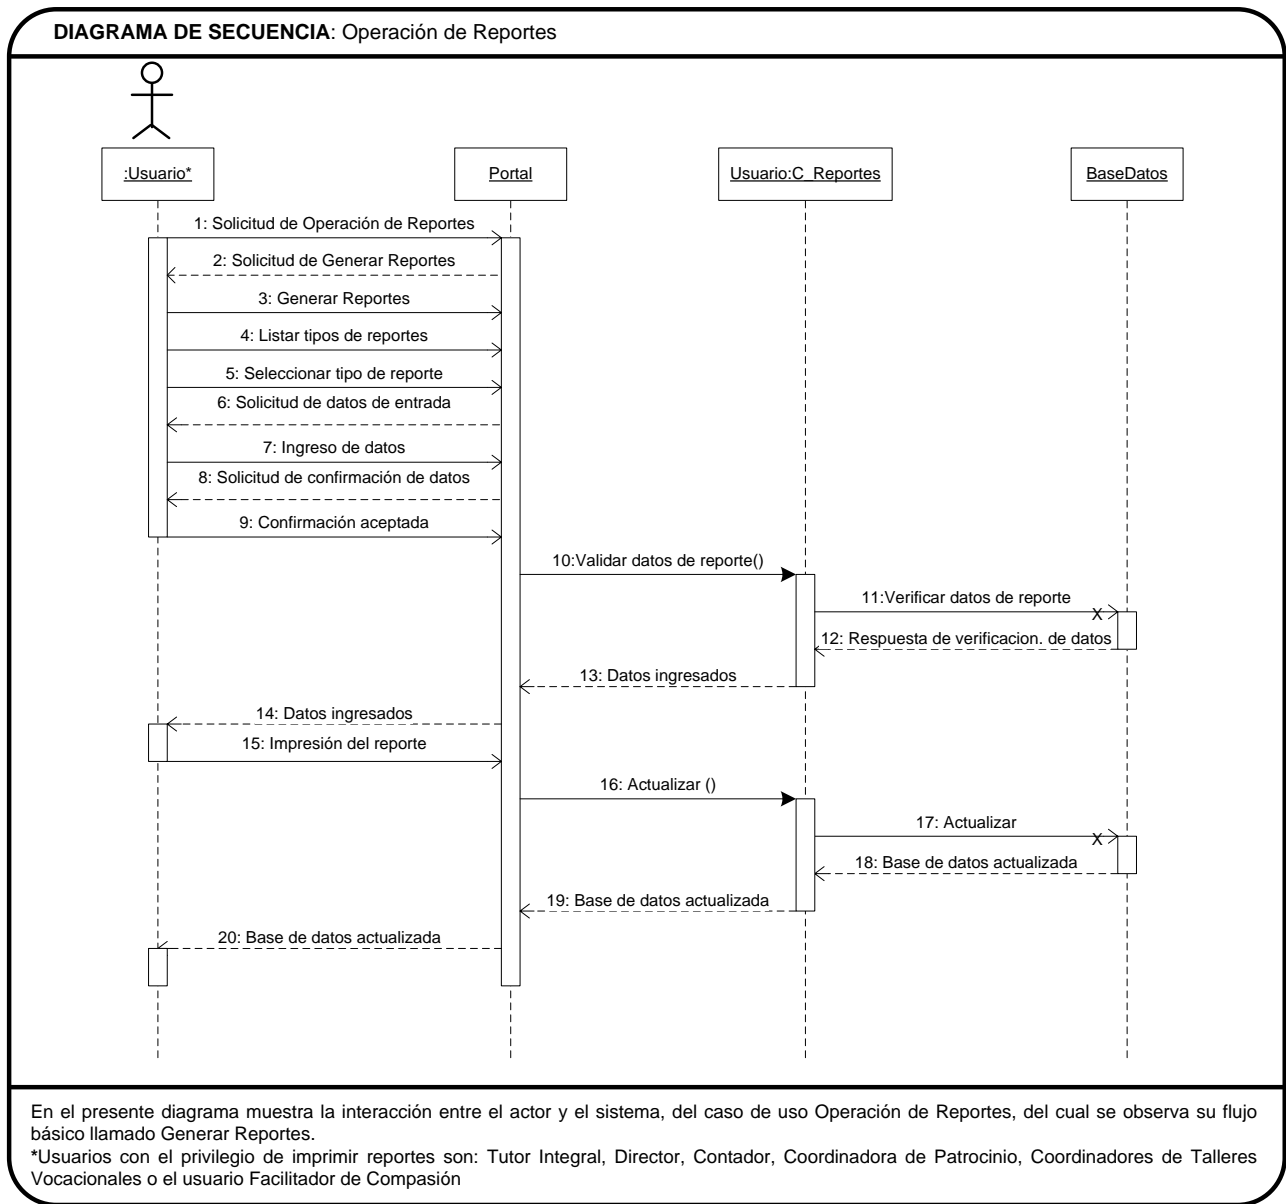 DIAGRAMA DE SECUENCIA: Operación de Reportes
:Usuario*
Portal
Usuario:C_Reportes
BaseDatos
1: Solicitud de Operación de Reportes
2: Solicitud de Generar Reportes
3: Generar Reportes
4: Listar tipos de reportes
5: Seleccionar tipo de reporte
6: Solicitud de datos de entrada
7: Ingreso de datos
8: Solicitud de confirmación de datos
9: Confirmación aceptada
10:Validar datos de reporte()
11:Verificar datos de reporte
X
12: Respuesta de verificacion. de datos
13: Datos ingresados
14: Datos ingresados
15: Impresión del reporte
16: Actualizar ()
17: Actualizar
X
18: Base de datos actualizada
19: Base de datos actualizada
20: Base de datos actualizada
En el presente diagrama muestra la interacción entre el actor y el sistema, del caso de uso Operación de Reportes, del cual se observa su flujo
básico llamado Generar Reportes.
*Usuarios con el privilegio de imprimir reportes son: Tutor Integral, Director, Contador, Coordinadora de Patrocinio, Coordinadores de Talleres
Vocacionales o el usuario Facilitador de Compasión